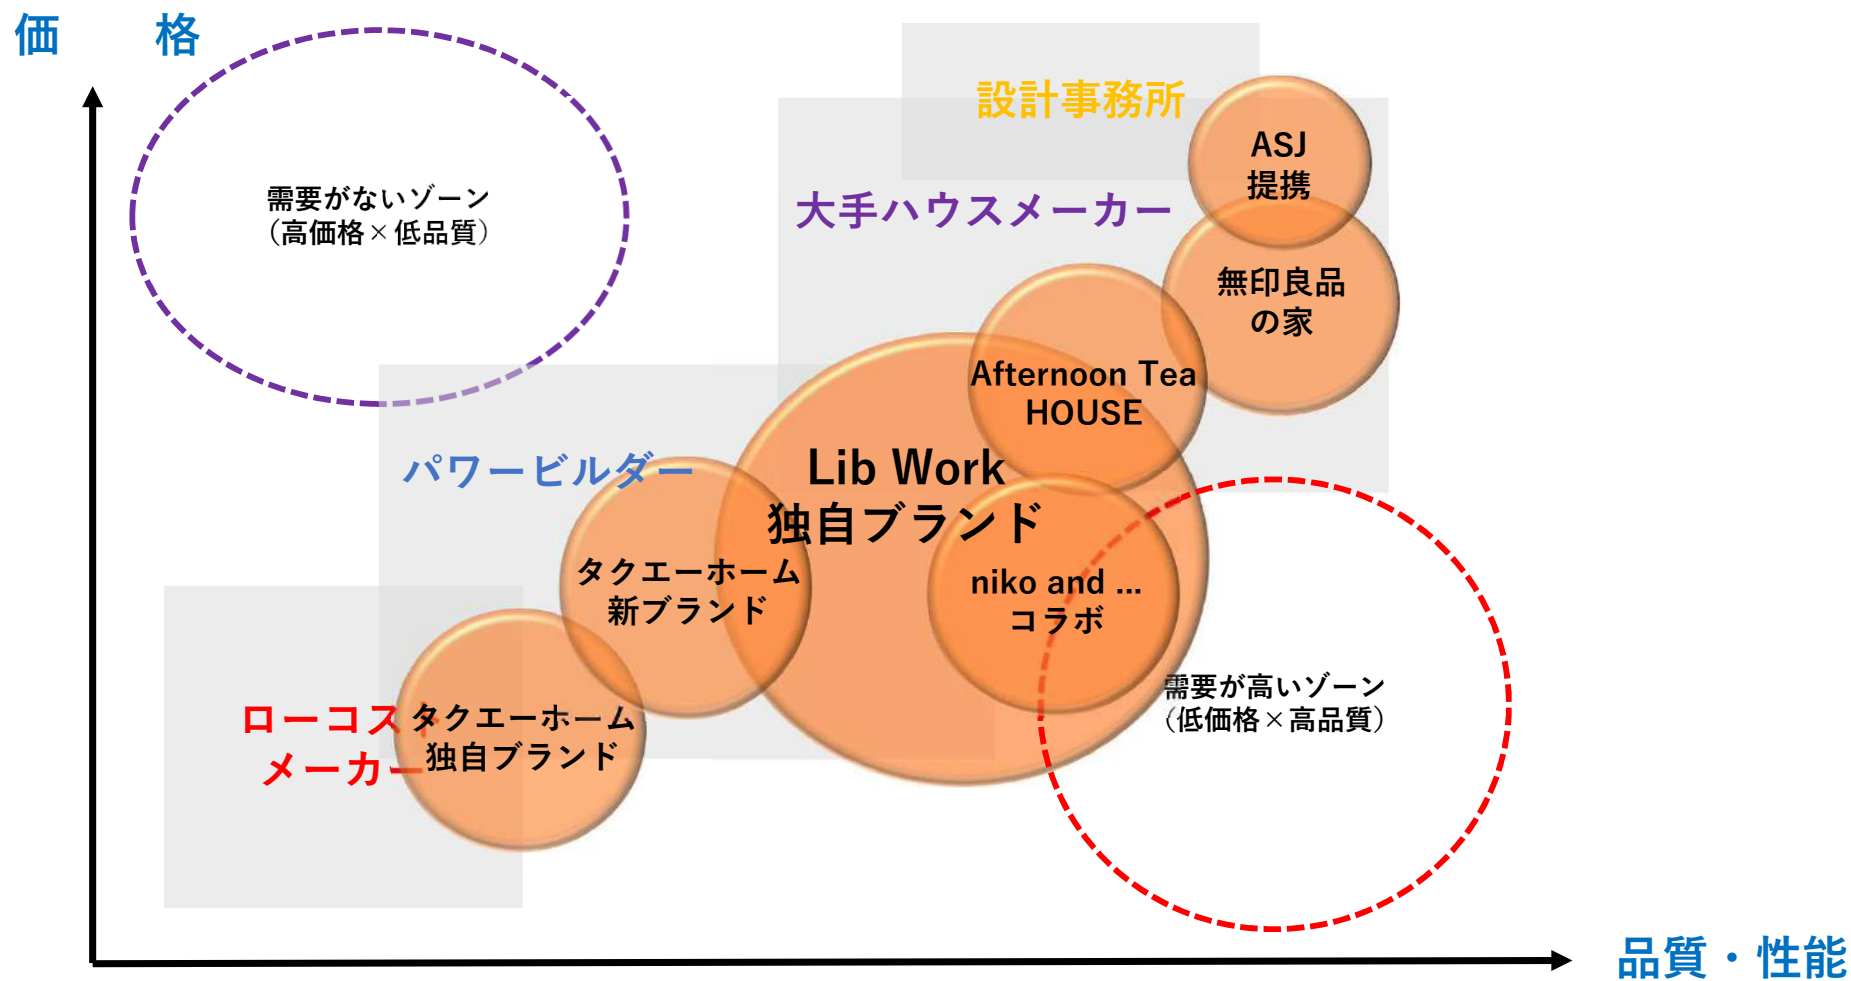 価　格
設計事務所
ASJ
提携
需要がないゾーン
（高価格×低品質）
大手ハウスメーカー
無印良品
の家
Afternoon Tea
HOUSE
パワービルダー
Lib Work
独自ブランド
タクエーホーム
新ブランド
niko and ...
コラボ
需要が高いゾーン
（低価格×高品質）
ローコスト
メーカー
タクエーホーム
独自ブランド
品質・性能